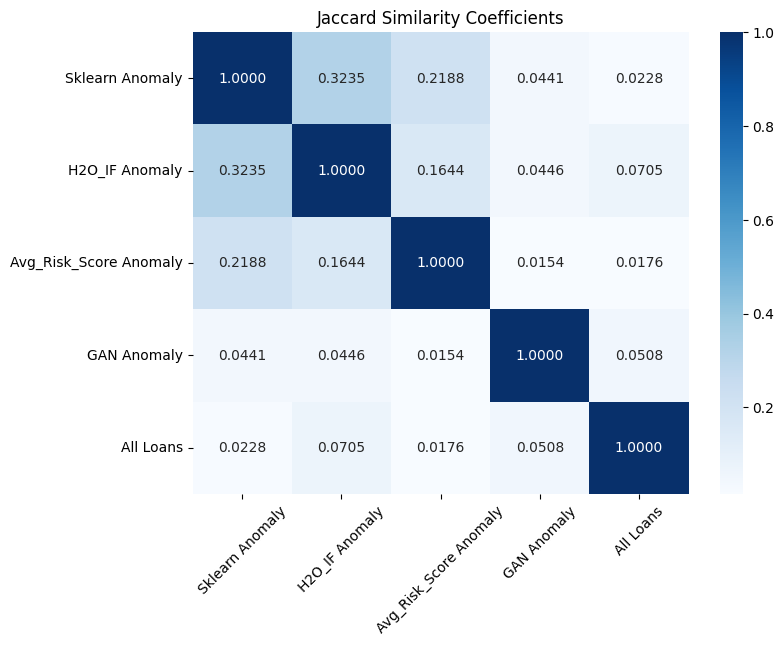 Jaccard Similarity Coefficients
Sklearn Anomaly 1.0000 0.3235 0.2188 0.0441 0.0228
H2O_IF Anomaly 0.3235 1.0000 0.1644 0.0446 0.0705
Avg_Risk_Score Anomaly 0.2188 0.1644 1.0000 0.0154 0.0176
GAN Anomaly 0.0441 0.0446 0.0154 1.0000 0.0508
All Loans 0.0228 0.0705 0.0176 0.0508 1.0000
Sklearn Anomaly
H2O_IF Anomaly
Avg_Risk_Score Anomaly
GAN Anomaly
All Loans
1.0
0.8
0.6
0.4
0.2